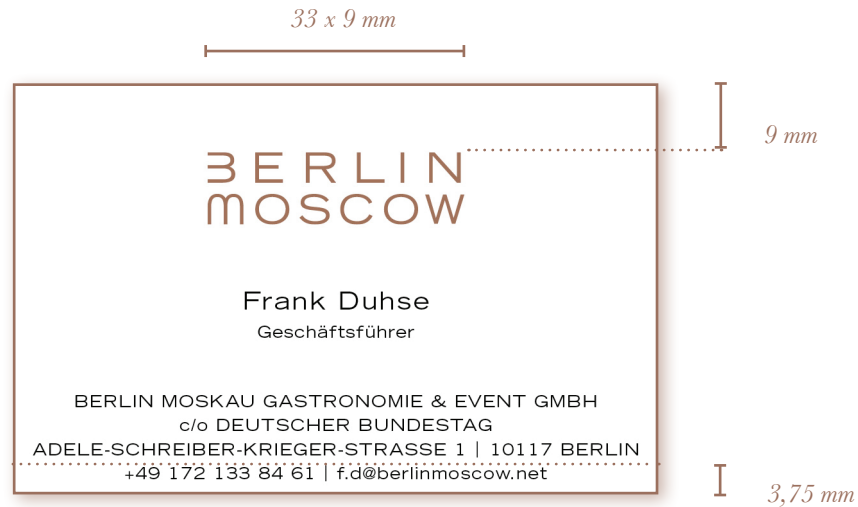 33 x 9 mm
9 mm
BERLIN
MOSCOW
Frank Duhse
Geschäftsführer
BERLIN MOSKAU GASTRONOMIE & EVENT GMBH
c/o DEUTSCHER BUNDESTAG
ADELE-SCHREIBER-KRIEGER-STRASSE 1 | 10117 BERLIN
+49 172 133 84 61 | f.d@berlinmoscow.net
3,75 mm